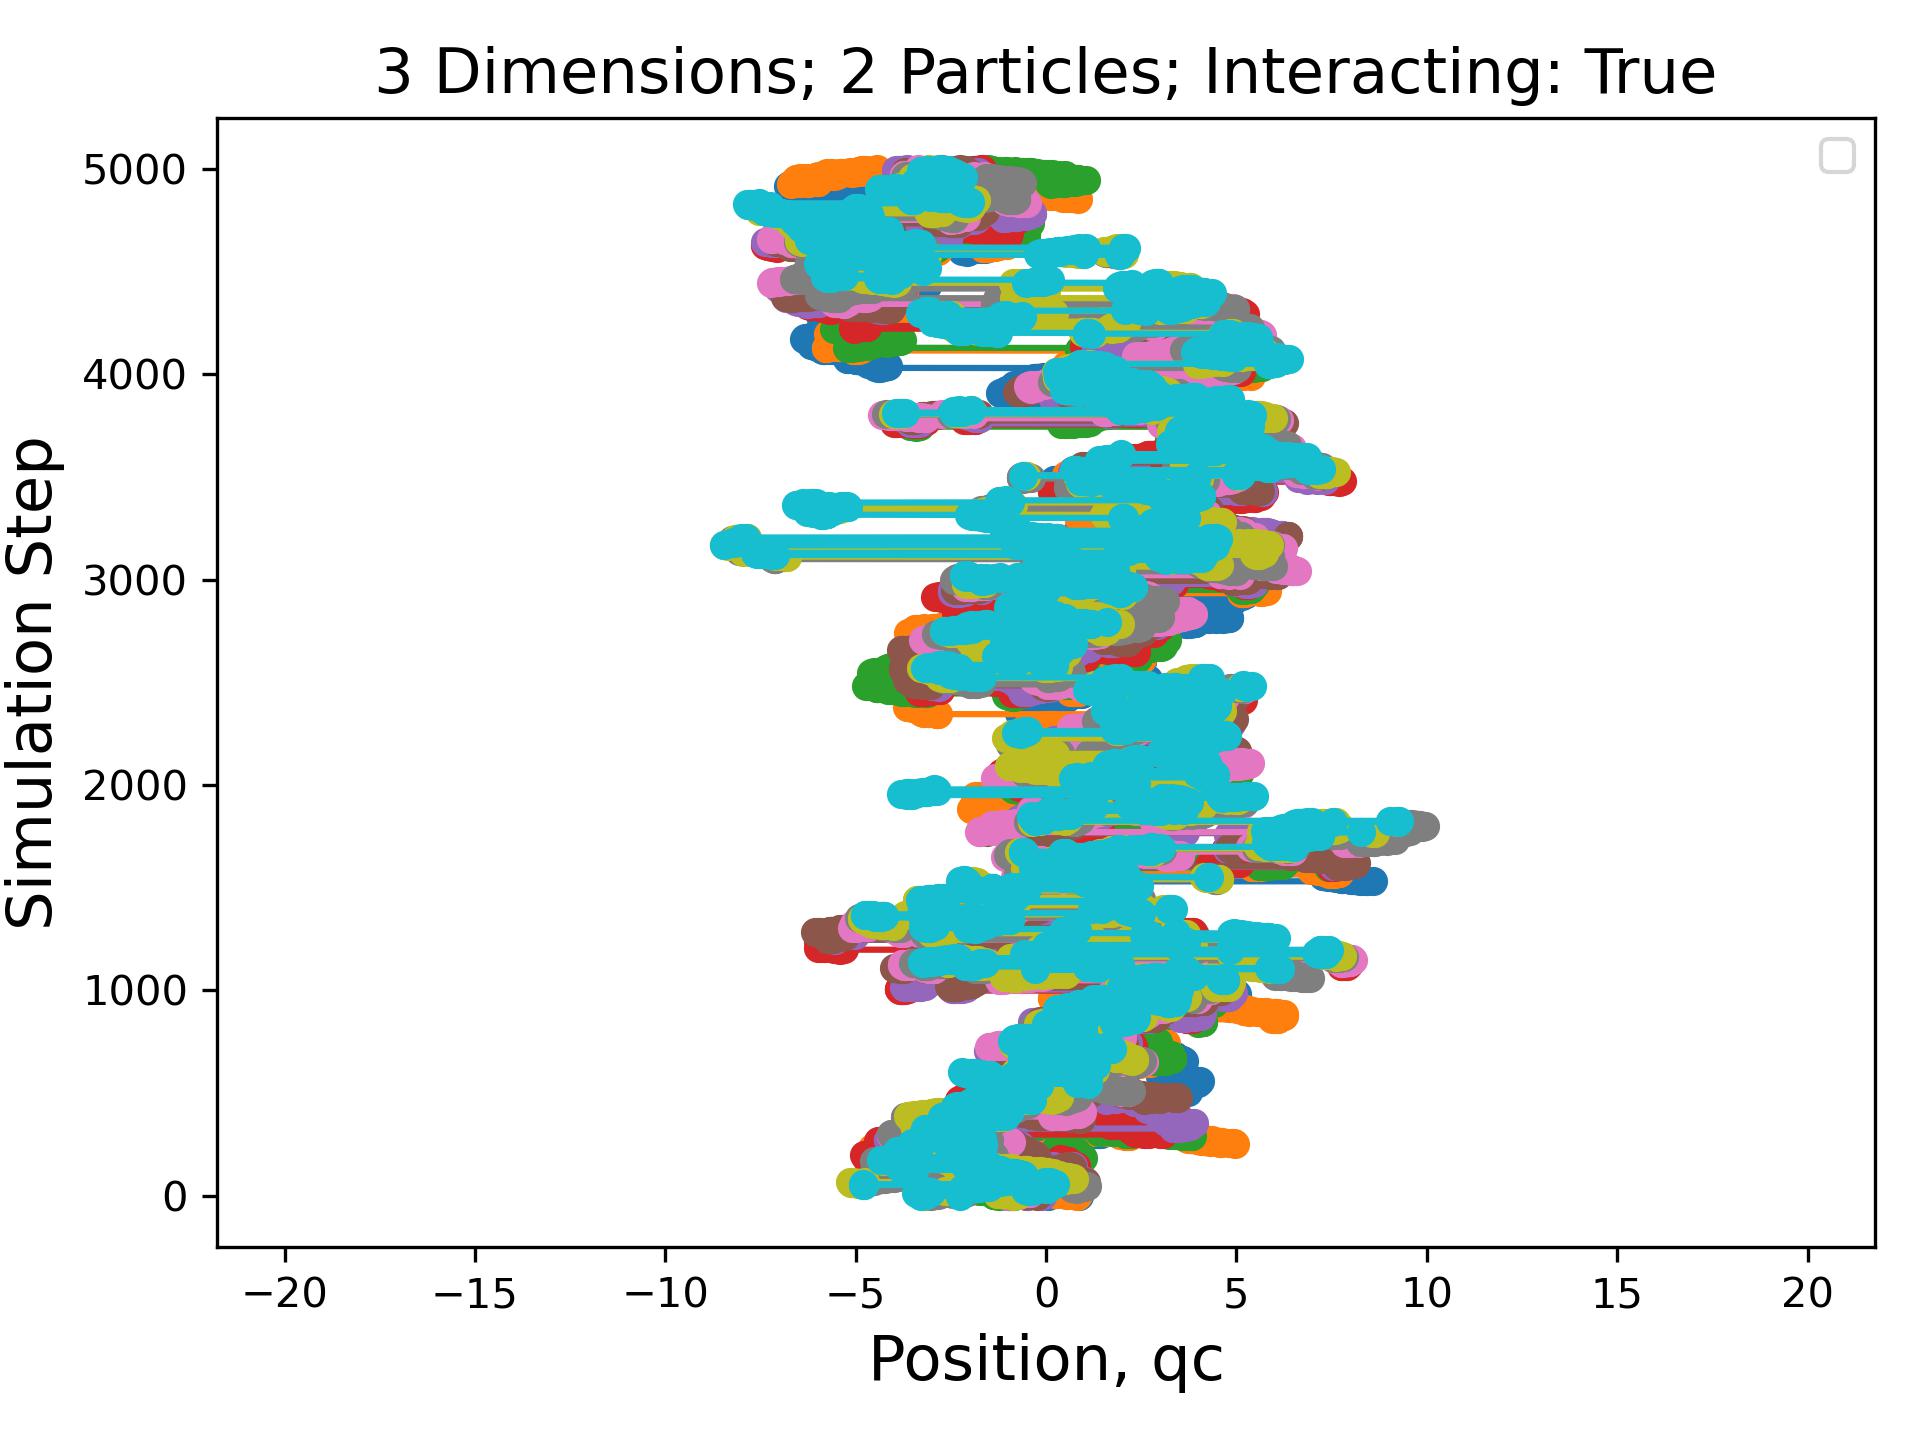 3 Dimensions; 2 Particles; Interacting: True
Simulation Step
5000
4000
3000
2000
1000
0
−20 −15 −10 −5 0 5 10 15 20
Position, qc